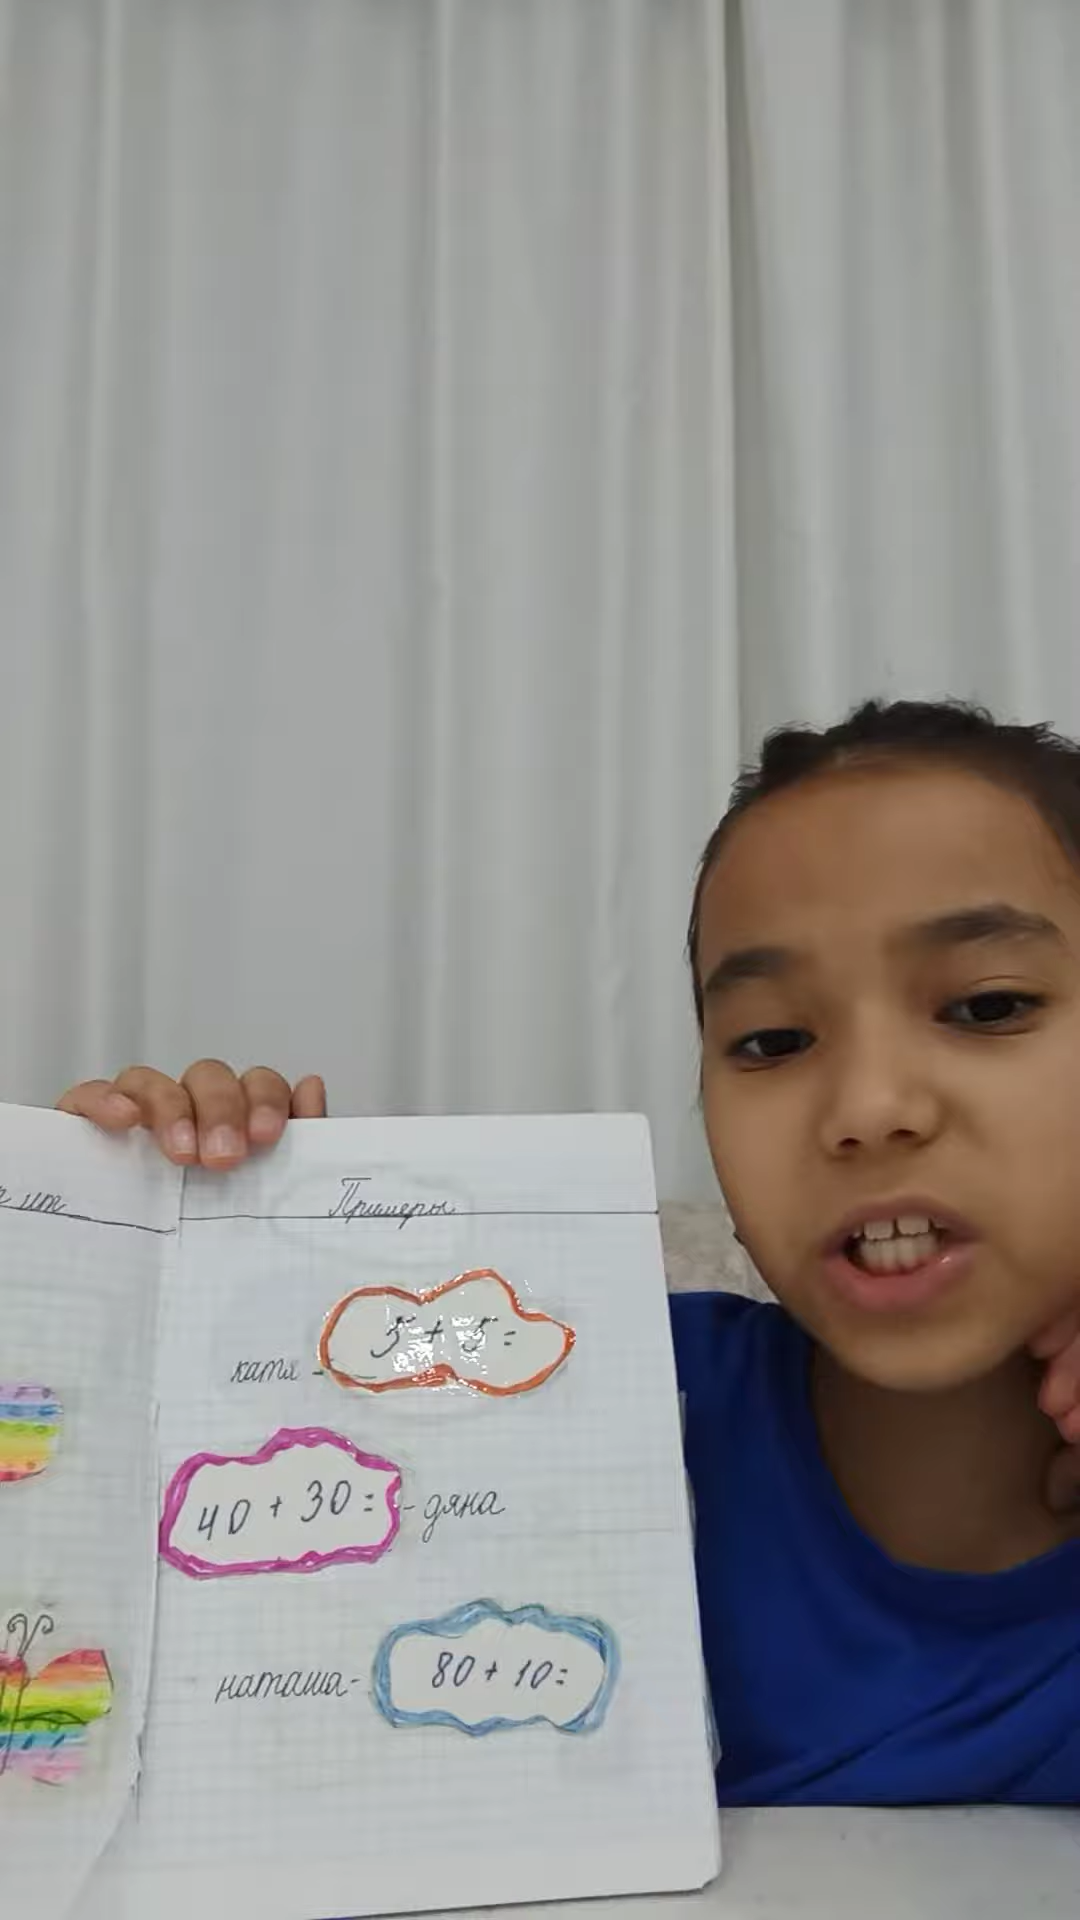 Примеры
5 + 5 =
катя -
40 + 30 = - дяна
наташа - 80 + 10 =